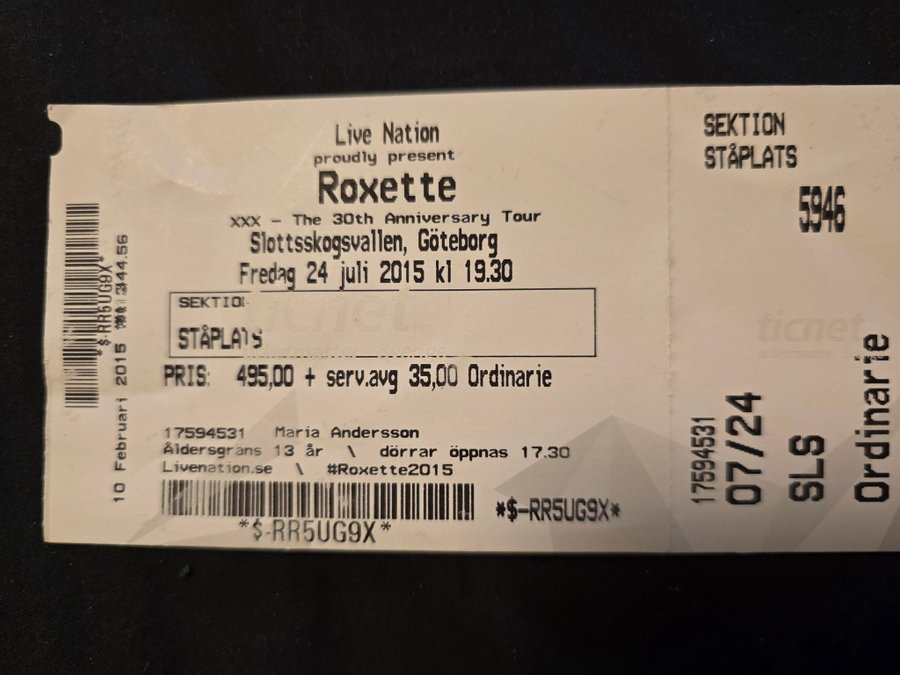 Live Nation
proudly present
Roxette
XXX - The 30th Anniversary Tour
Slottsskogsvallen, Göteborg
Fredag 24 juli 2015 kl 19.30
SEKTION
STÅPLATS
PRIS: 495,00 + serv.avg 35,00 Ordinarie
17594531 Maria Andersson
Åldersgräns 13 år \ dörrar öppnas 17.30
Livenation.se \ #Roxette2015
*$-RR5UG9X*
*$-RR5UG9X*
*$-RR5UG9X*
10 Februari 2015
SEKTION
STÅPLATS
5946
ticnet
17594531
07/24
SLS
Ordinarie